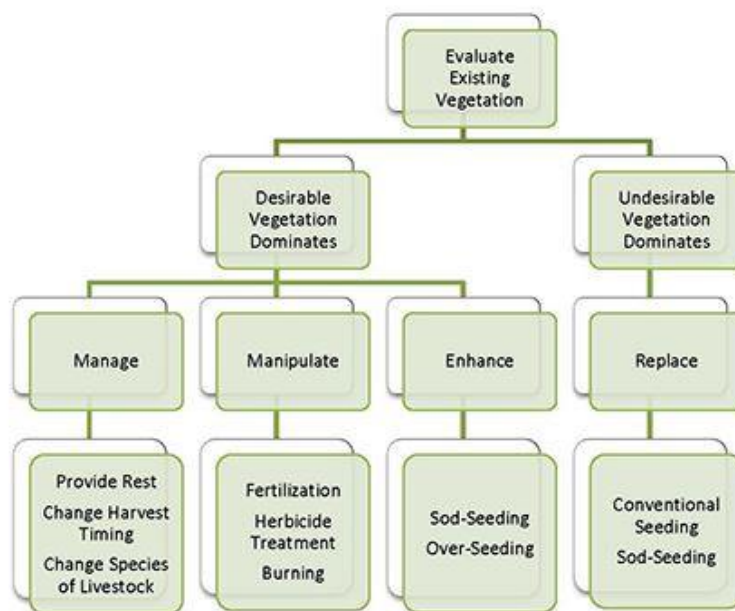 Evaluate
Existing
Vegetation
Desirable
Vegetation
Dominates
Undesirable
Vegetation
Dominates
Manage
Manipulate
Enhance
Replace
Provide Rest
Change Harvest
Timing
Change Species
of Livestock
Fertilization
Herbicide
Treatment
Burning
Sod-Seeding
Over-Seeding
Conventional
Seeding
Sod-Seeding